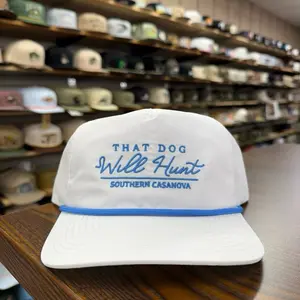 THAT DOG
Will Hunt
SOUTHERN CASANOVA